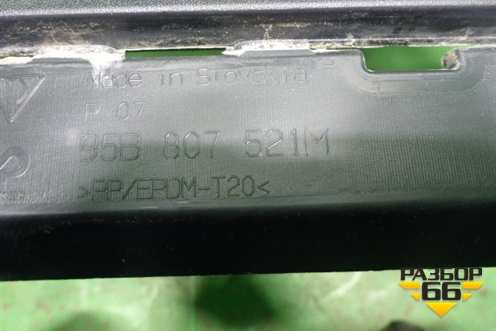 Made in Slovakia
P 07
95B 807 521M
>PP/EPDM-T20<
РАЗБОР
66